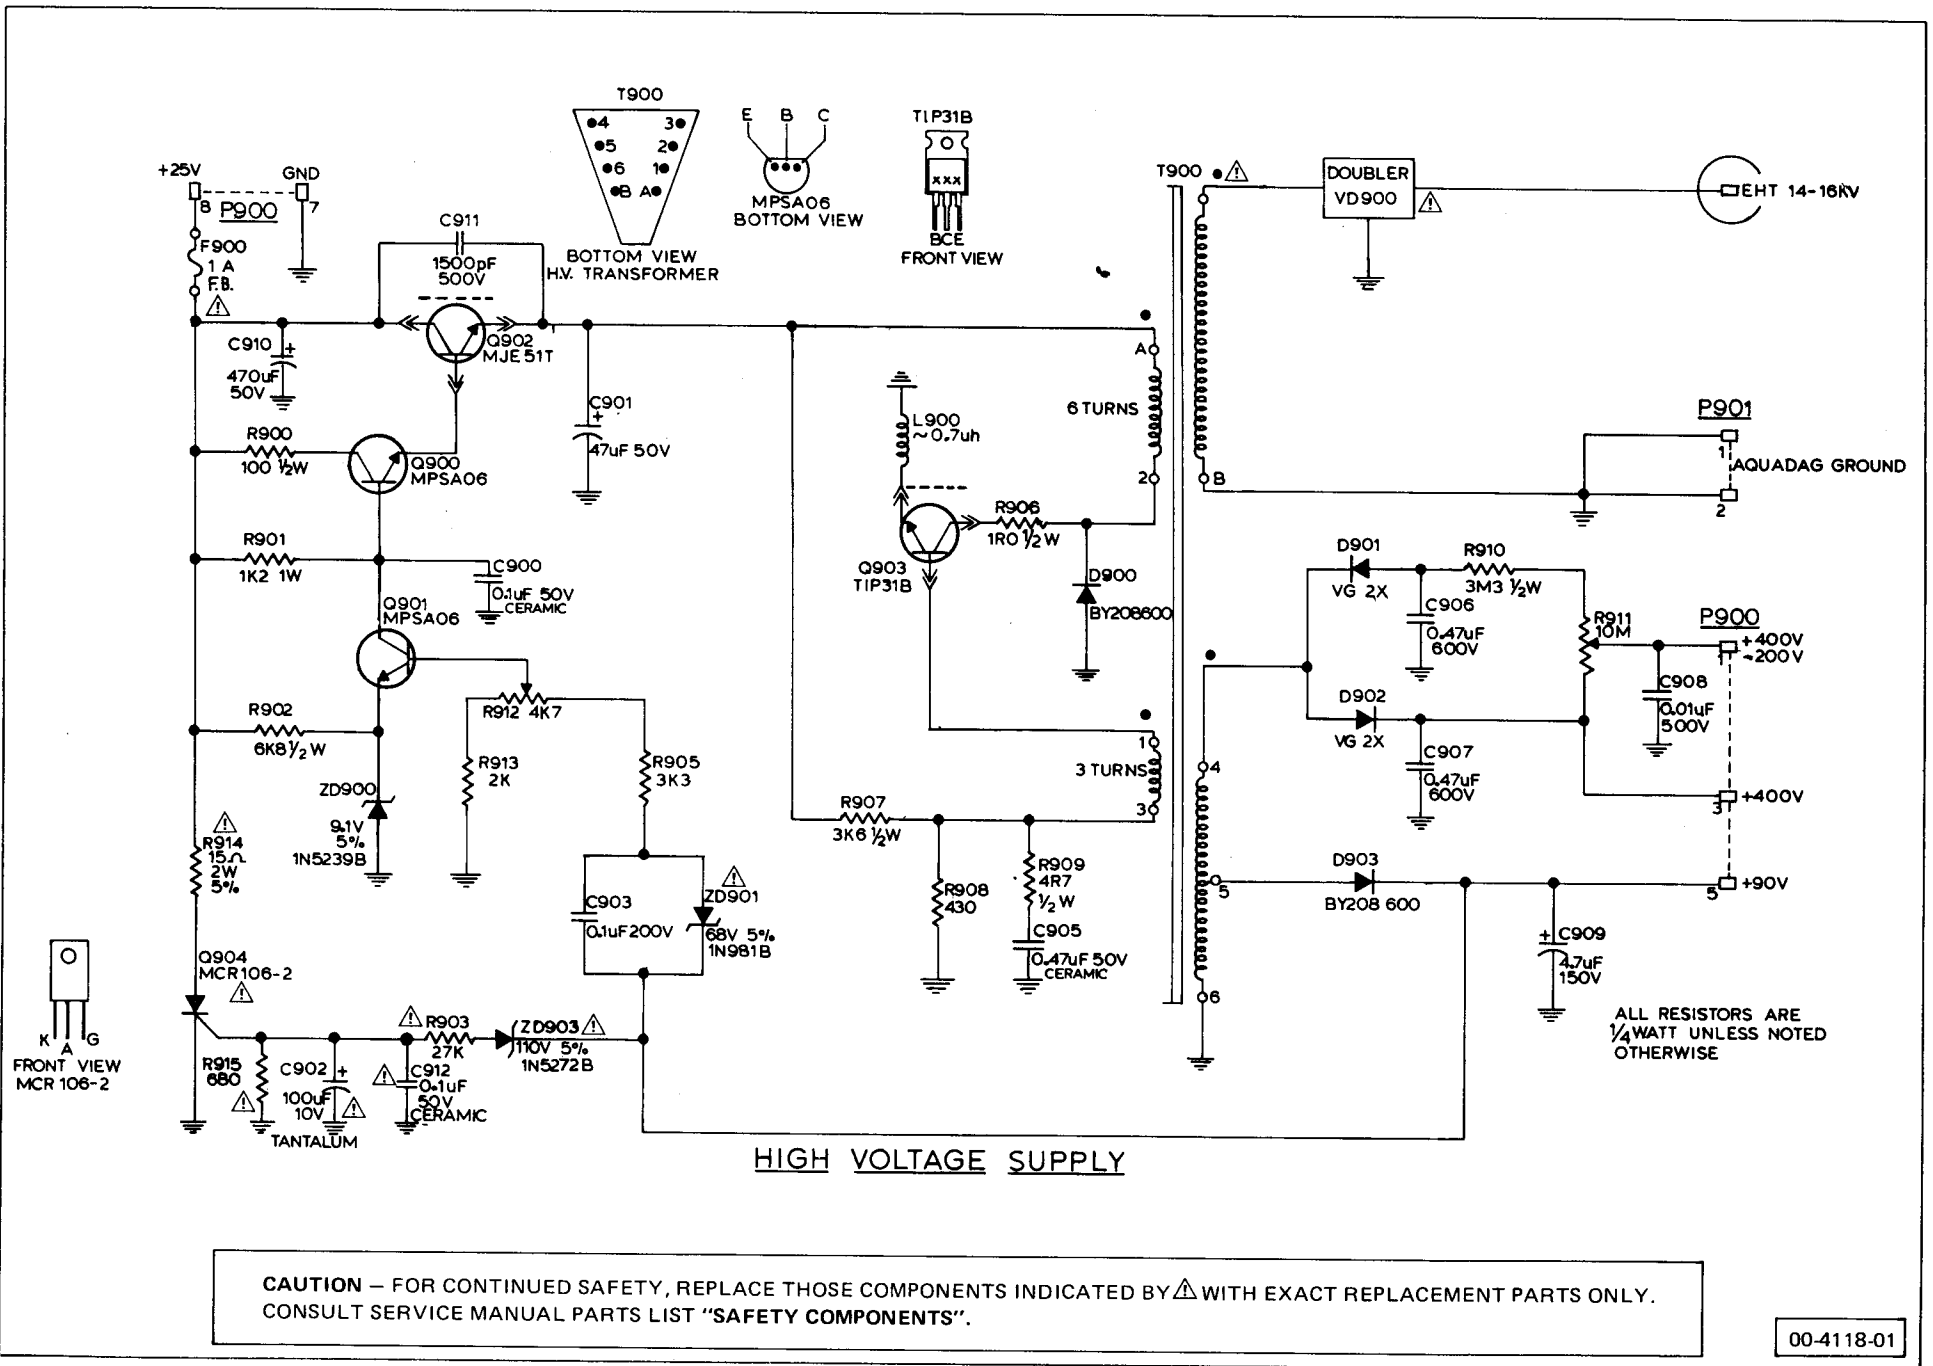 T900
4 3
5 2
6 1
B A
BOTTOM VIEW
H.V. TRANSFORMER
E B C
MPSA06
BOTTOM VIEW
TIP31B
XXX
BCE
FRONT VIEW
+25V
GND
8
P900
7
F900
1 A
F.B.
C911
1500pF
500V
Q902
MJE51T
C910
+
470uF
50V
C901
+
47uF 50V
R900
100 ½W
Q900
MPSA06
R901
1K2 1W
C900
0.1uF 50V
CERAMIC
Q901
MPSA06
R902
6K8 ½W
R912 4K7
R913
2K
R905
3K3
ZD900
9.1V
5%
1N5239B
R914
15Ω
2W
5%
C903
0.1uF 200V
ZD901
68V 5%
1N981B
Q904
MCR106-2
K A G
FRONT VIEW
MCR 106-2
R915
680
C902
+
100uF
10V
TANTALUM
C912
0.1uF
50V
CERAMIC
R903
27K
ZD903
110V 5%
1N5272B
L900
~0.7uh
Q903
TIP31B
R906
1R0 ½W
D900
BY208600
R907
3K6 ½W
R908
430
R909
4R7
½W
C905
0.47uF 50V
CERAMIC
A
6 TURNS
2
1
3 TURNS
3
T900
B
4
5
6
DOUBLER
VD900
EHT 14-16KV
P901
1
AQUADAG GROUND
2
D901
VG 2X
R910
3M3 ½W
C906
0.47uF
600V
R911
10M
P900
1
+400V
-200V
D902
VG 2X
C907
0.47uF
600V
C908
0.01uF
500V
3
+400V
D903
BY208 600
5
+90V
+
C909
4.7uF
150V
ALL RESISTORS ARE
¼ WATT UNLESS NOTED
OTHERWISE
HIGH VOLTAGE SUPPLY
CAUTION – FOR CONTINUED SAFETY, REPLACE THOSE COMPONENTS INDICATED BY ⚠ WITH EXACT REPLACEMENT PARTS ONLY.
CONSULT SERVICE MANUAL PARTS LIST "SAFETY COMPONENTS".
00-4118-01